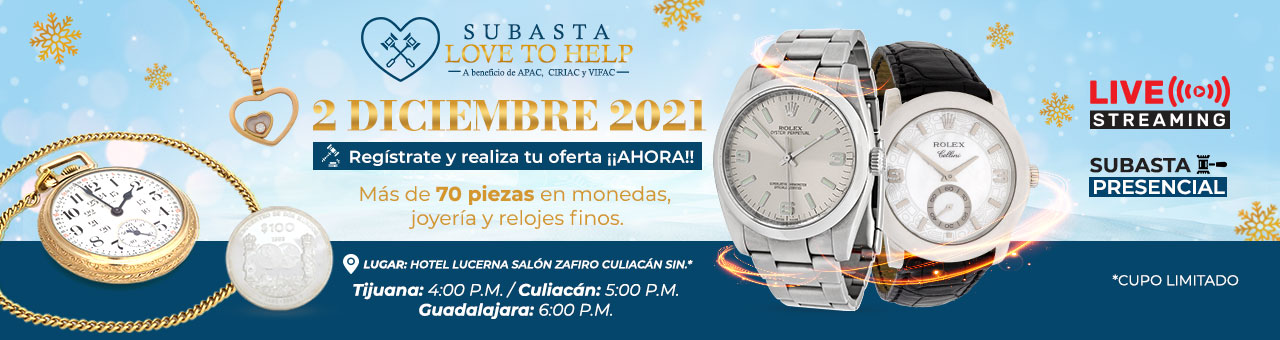 SUBASTA
LOVE TO HELP
A beneficio de APAC, CIRIAC y VIFAC
2 DICIEMBRE 2021
Regístrate y realiza tu oferta ¡¡AHORA!!
Más de 70 piezas en monedas,
joyería y relojes finos.
LUGAR: HOTEL LUCERNA SALÓN ZAFIRO CULIACÁN SIN.*
Tijuana: 4:00 P.M. / Culiacán: 5:00 P.M.
Guadalajara: 6:00 P.M.
$100
ROLEX
OYSTER PERPETUAL
ROLEX
Cellini
LIVE
STREAMING
SUBASTA
PRESENCIAL
*CUPO LIMITADO